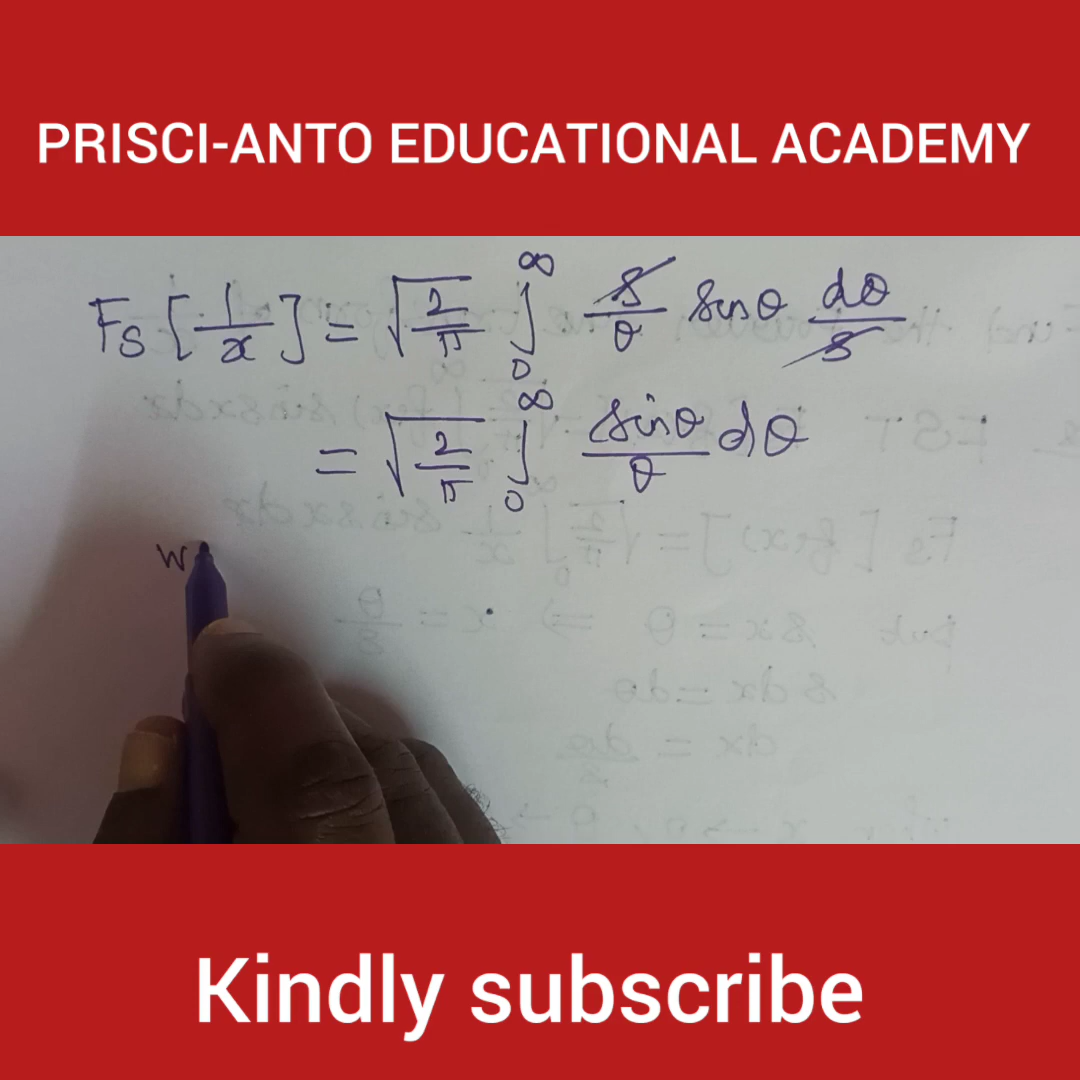 PRISCI-ANTO EDUCATIONAL ACADEMY
Fs [1/x] = √(2/π) ∫₀^∞ s/θ sinθ dθ/s
= √(2/π) ∫₀^∞ sinθ/θ dθ
W
Kindly subscribe